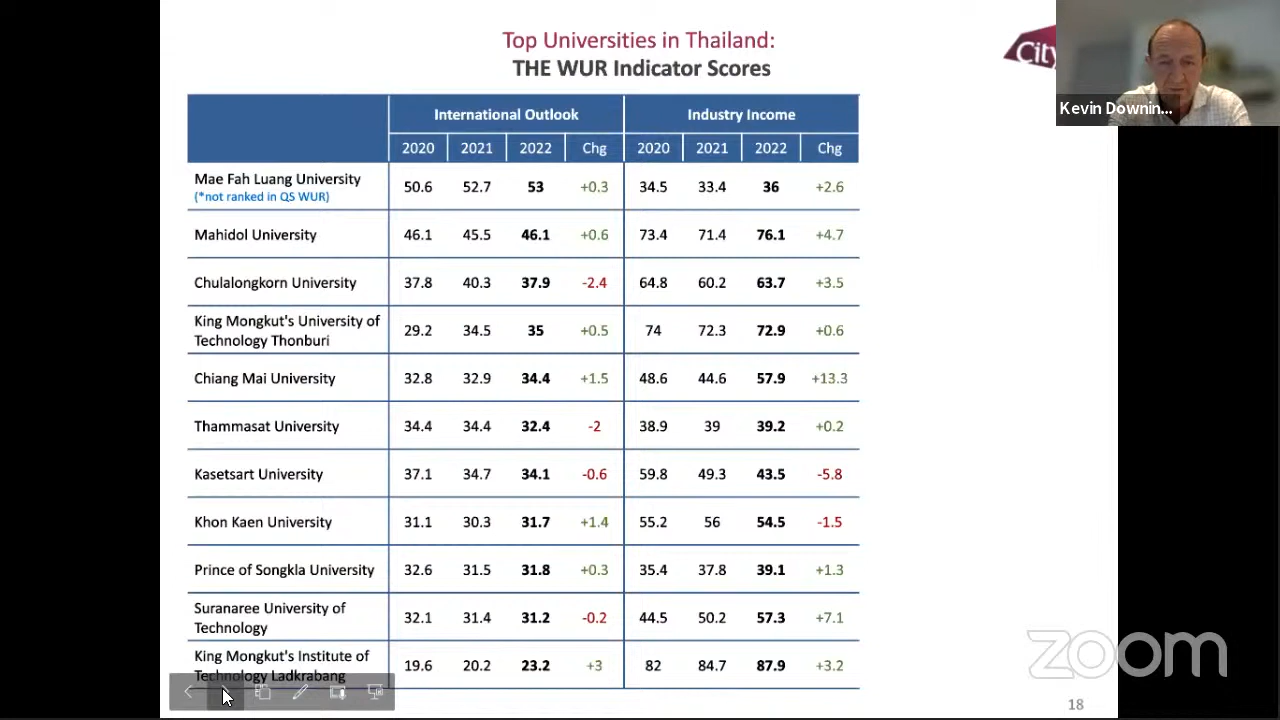 Top Universities in Thailand:
THE WUR Indicator Scores
City
Kevin Downin...
International Outlook Industry Income
2020 2021 2022 Chg 2020 2021 2022 Chg
Mae Fah Luang University
(*not ranked in QS WUR)
50.6 52.7 53 +0.3 34.5 33.4 36 +2.6
Mahidol University 46.1 45.5 46.1 +0.6 73.4 71.4 76.1 +4.7
Chulalongkorn University 37.8 40.3 37.9 -2.4 64.8 60.2 63.7 +3.5
King Mongkut's University of
Technology Thonburi
29.2 34.5 35 +0.5 74 72.3 72.9 +0.6
Chiang Mai University 32.8 32.9 34.4 +1.5 48.6 44.6 57.9 +13.3
Thammasat University 34.4 34.4 32.4 -2 38.9 39 39.2 +0.2
Kasetsart University 37.1 34.7 34.1 -0.6 59.8 49.3 43.5 -5.8
Khon Kaen University 31.1 30.3 31.7 +1.4 55.2 56 54.5 -1.5
Prince of Songkla University 32.6 31.5 31.8 +0.3 35.4 37.8 39.1 +1.3
Suranaree University of
Technology
32.1 31.4 31.2 -0.2 44.5 50.2 57.3 +7.1
King Mongkut's Institute of
Technology Ladkrabang
19.6 20.2 23.2 +3 82 84.7 87.9 +3.2
zoom
18